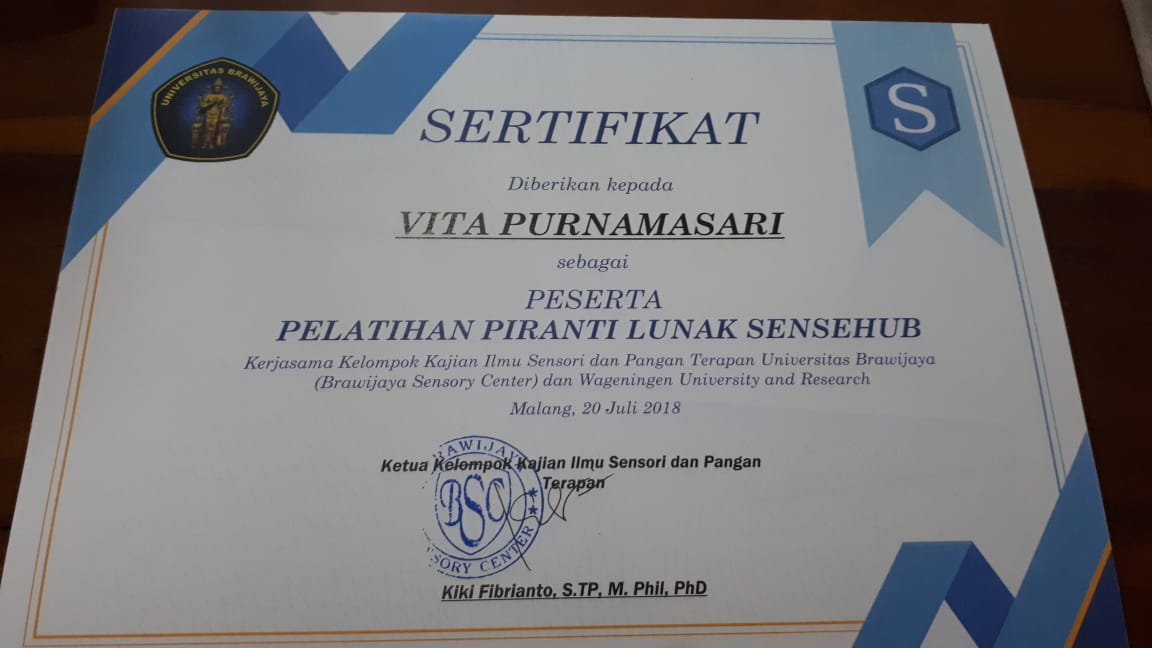 UNIVERSITAS BRAWIJAYA
S
SERTIFIKAT
Diberikan kepada
VITA PURNAMASARI
sebagai
PESERTA
PELATIHAN PIRANTI LUNAK SENSEHUB
Kerjasama Kelompok Kajian Ilmu Sensori dan Pangan Terapan Universitas Brawijaya
(Brawijaya Sensory Center) dan Wageningen University and Research
Malang, 20 Juli 2018
Ketua Kelompok Kajian Ilmu Sensori dan Pangan
Terapan
RAWIJAYA
BSC
SORY CENTER
Kiki Fibrianto, S.TP, M. Phil, PhD